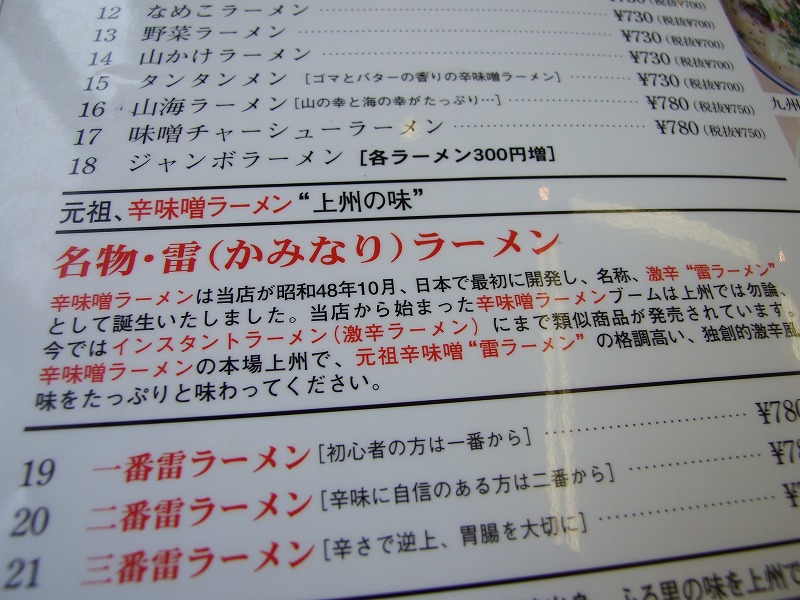 12 なめこラーメン ¥730 (税抜¥700)
13 野菜ラーメン ¥730 (税抜¥700)
14 山かけラーメン ¥730 (税抜¥700)
15 タンタンメン [ゴマとバターの香りの辛味噌ラーメン] ¥730 (税抜¥700)
16 山海ラーメン [山の幸と海の幸がたっぷり…] ¥780 (税抜¥750)
九州
17 味噌チャーシューラーメン ¥780 (税抜¥750)
18 ジャンボラーメン [各ラーメン300円増]
元祖、辛味噌ラーメン“上州の味”
名物・雷(かみなり)ラーメン
辛味噌ラーメンは当店が昭和48年10月、日本で最初に開発し、名称、激辛“雷ラーメン”
として誕生いたしました。当店から始まった辛味噌ラーメンブームは上州では勿論、
今ではインスタントラーメン(激辛ラーメン)にまで類似商品が発売されています。
辛味噌ラーメンの本場上州で、元祖辛味噌“雷ラーメン”の格調高い、独創的激辛風
味をたっぷりと味わってください。
19 一番雷ラーメン [初心者の方は一番から] ¥780
20 二番雷ラーメン [辛味に自信のある方は二番から]
21 三番雷ラーメン [辛さで逆上、胃腸を大切に]
ふる里の味を上州で